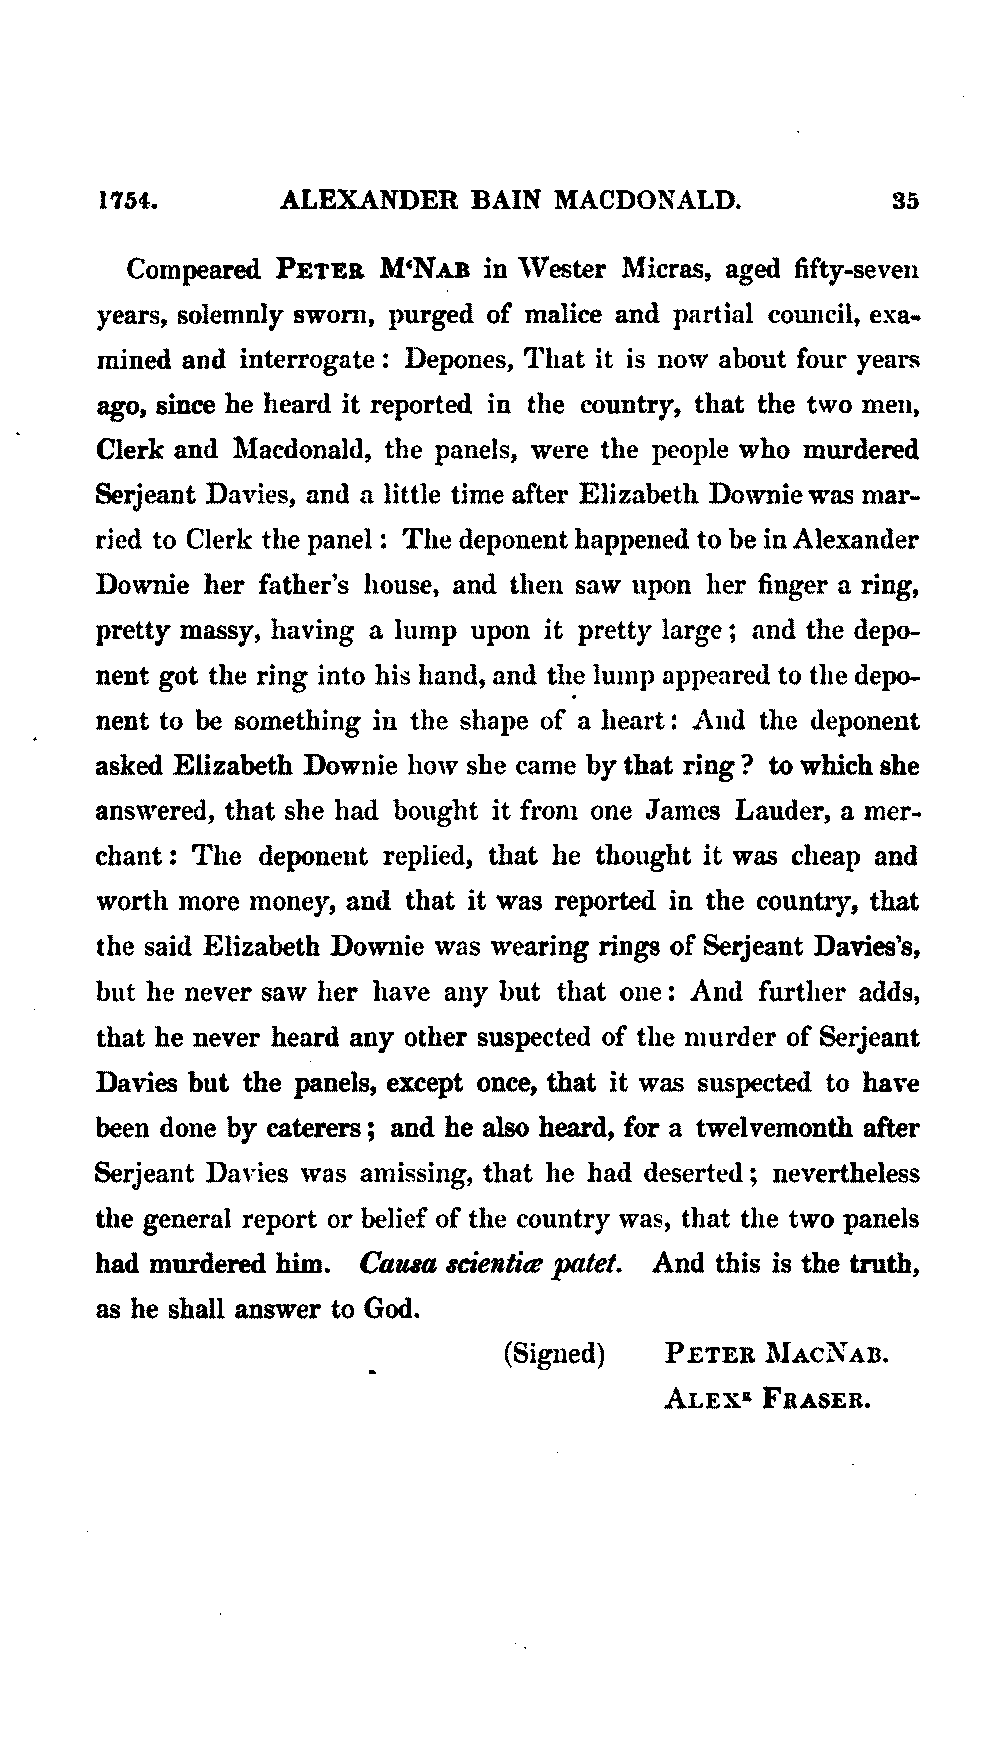 1754. ALEXANDER BAIN MACDONALD. 35
Compeared PETER M‘NAB in Wester Micras, aged fifty-seven
years, solemnly sworn, purged of malice and partial council, exa-
mined and interrogate : Depones, That it is now about four years
ago, since he heard it reported in the country, that the two men,
Clerk and Macdonald, the panels, were the people who murdered
Serjeant Davies, and a little time after Elizabeth Downie was mar-
ried to Clerk the panel : The deponent happened to be in Alexander
Downie her father's house, and then saw upon her finger a ring,
pretty massy, having a lump upon it pretty large ; and the depo-
nent got the ring into his hand, and the lump appeared to the depo-
nent to be something in the shape of a heart : And the deponent
asked Elizabeth Downie how she came by that ring ? to which she
answered, that she had bought it from one James Lauder, a mer-
chant : The deponent replied, that he thought it was cheap and
worth more money, and that it was reported in the country, that
the said Elizabeth Downie was wearing rings of Serjeant Davies's,
but he never saw her have any but that one : And further adds,
that he never heard any other suspected of the murder of Serjeant
Davies but the panels, except once, that it was suspected to have
been done by caterers ; and he also heard, for a twelvemonth after
Serjeant Davies was amissing, that he had deserted ; nevertheless
the general report or belief of the country was, that the two panels
had murdered him. Causa scientiæ patet. And this is the truth,
as he shall answer to God.
(Signed) PETER MACNAB.
ALEXR FRASER.